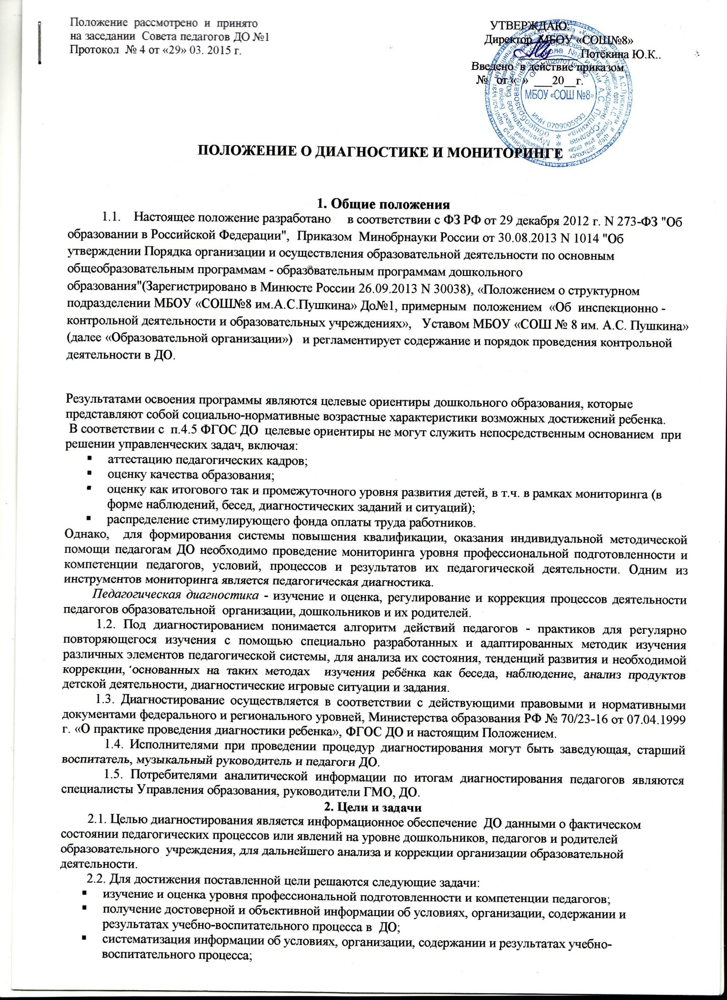 Положение рассмотрено и принято
на заседании Совета педагогов ДО №1
Протокол № 4 от «29» 03. 2015 г.
УТВЕРЖДАЮ
Директор МБОУ «СОШ№8»
Потёкина Ю.К..
Введено в действие приказом
№ от « » ___20__г.
МБОУ «СОШ №8»
ИНН 0709005993
ПОЛОЖЕНИЕ О ДИАГНОСТИКЕ И МОНИТОРИНГЕ
1. Общие положения
1.1. Настоящее положение разработано в соответствии с ФЗ РФ от 29 декабря 2012 г. N 273-ФЗ "Об
образовании в Российской Федерации", Приказом Минобрнауки России от 30.08.2013 N 1014 "Об
утверждении Порядка организации и осуществления образовательной деятельности по основным
общеобразовательным программам - образовательным программам дошкольного
образования"(Зарегистрировано в Минюсте России 26.09.2013 N 30038), «Положением о структурном
подразделении МБОУ «СОШ№8 им.А.С.Пушкина» До№1, примерным положением «Об инспекционно -
контрольной деятельности и образовательных учреждениях», Уставом МБОУ «СОШ № 8 им. А.С. Пушкина»
(далее «Образовательной организации») и регламентирует содержание и порядок проведения контрольной
деятельности в ДО.
Результатами освоения программы являются целевые ориентиры дошкольного образования, которые
представляют собой социально-нормативные возрастные характеристики возможных достижений ребенка.
В соответствии с п.4.5 ФГОС ДО целевые ориентиры не могут служить непосредственным основанием при
решении управленческих задач, включая:
▪ аттестацию педагогических кадров;
▪ оценку качества образования;
▪ оценку как итогового так и промежуточного уровня развития детей, в т.ч. в рамках мониторинга (в
форме наблюдений, бесед, диагностических заданий и ситуаций);
▪ распределение стимулирующего фонда оплаты труда работников.
Однако, для формирования системы повышения квалификации, оказания индивидуальной методической
помощи педагогам ДО необходимо проведение мониторинга уровня профессиональной подготовленности и
компетенции педагогов, условий, процессов и результатов их педагогической деятельности. Одним из
инструментов мониторинга является педагогическая диагностика.
Педагогическая диагностика - изучение и оценка, регулирование и коррекция процессов деятельности
педагогов образовательной организации, дошкольников и их родителей.
1.2. Под диагностированием понимается алгоритм действий педагогов - практиков для регулярно
повторяющегося изучения с помощью специально разработанных и адаптированных методик изучения
различных элементов педагогической системы, для анализа их состояния, тенденций развития и необходимой
коррекции, основанных на таких методах изучения ребёнка как беседа, наблюдение, анализ продуктов
детской деятельности, диагностические игровые ситуации и задания.
1.3. Диагностирование осуществляется в соответствии с действующими правовыми и нормативными
документами федерального и регионального уровней, Министерства образования РФ № 70/23-16 от 07.04.1999
г. «О практике проведения диагностики ребенка», ФГОС ДО и настоящим Положением.
1.4. Исполнителями при проведении процедур диагностирования могут быть заведующая, старший
воспитатель, музыкальный руководитель и педагоги ДО.
1.5. Потребителями аналитической информации по итогам диагностирования педагогов являются
специалисты Управления образования, руководители ГМО, ДО.
2. Цели и задачи
2.1. Целью диагностирования является информационное обеспечение ДО данными о фактическом
состоянии педагогических процессов или явлений на уровне дошкольников, педагогов и родителей
образовательного учреждения, для дальнейшего анализа и коррекции организации образовательной
деятельности.
2.2. Для достижения поставленной цели решаются следующие задачи:
▪ изучение и оценка уровня профессиональной подготовленности и компетенции педагогов;
▪ получение достоверной и объективной информации об условиях, организации, содержании и
результатах учебно-воспитательного процесса в ДО;
▪ систематизация информации об условиях, организации, содержании и результатах учебно-
воспитательного процесса;